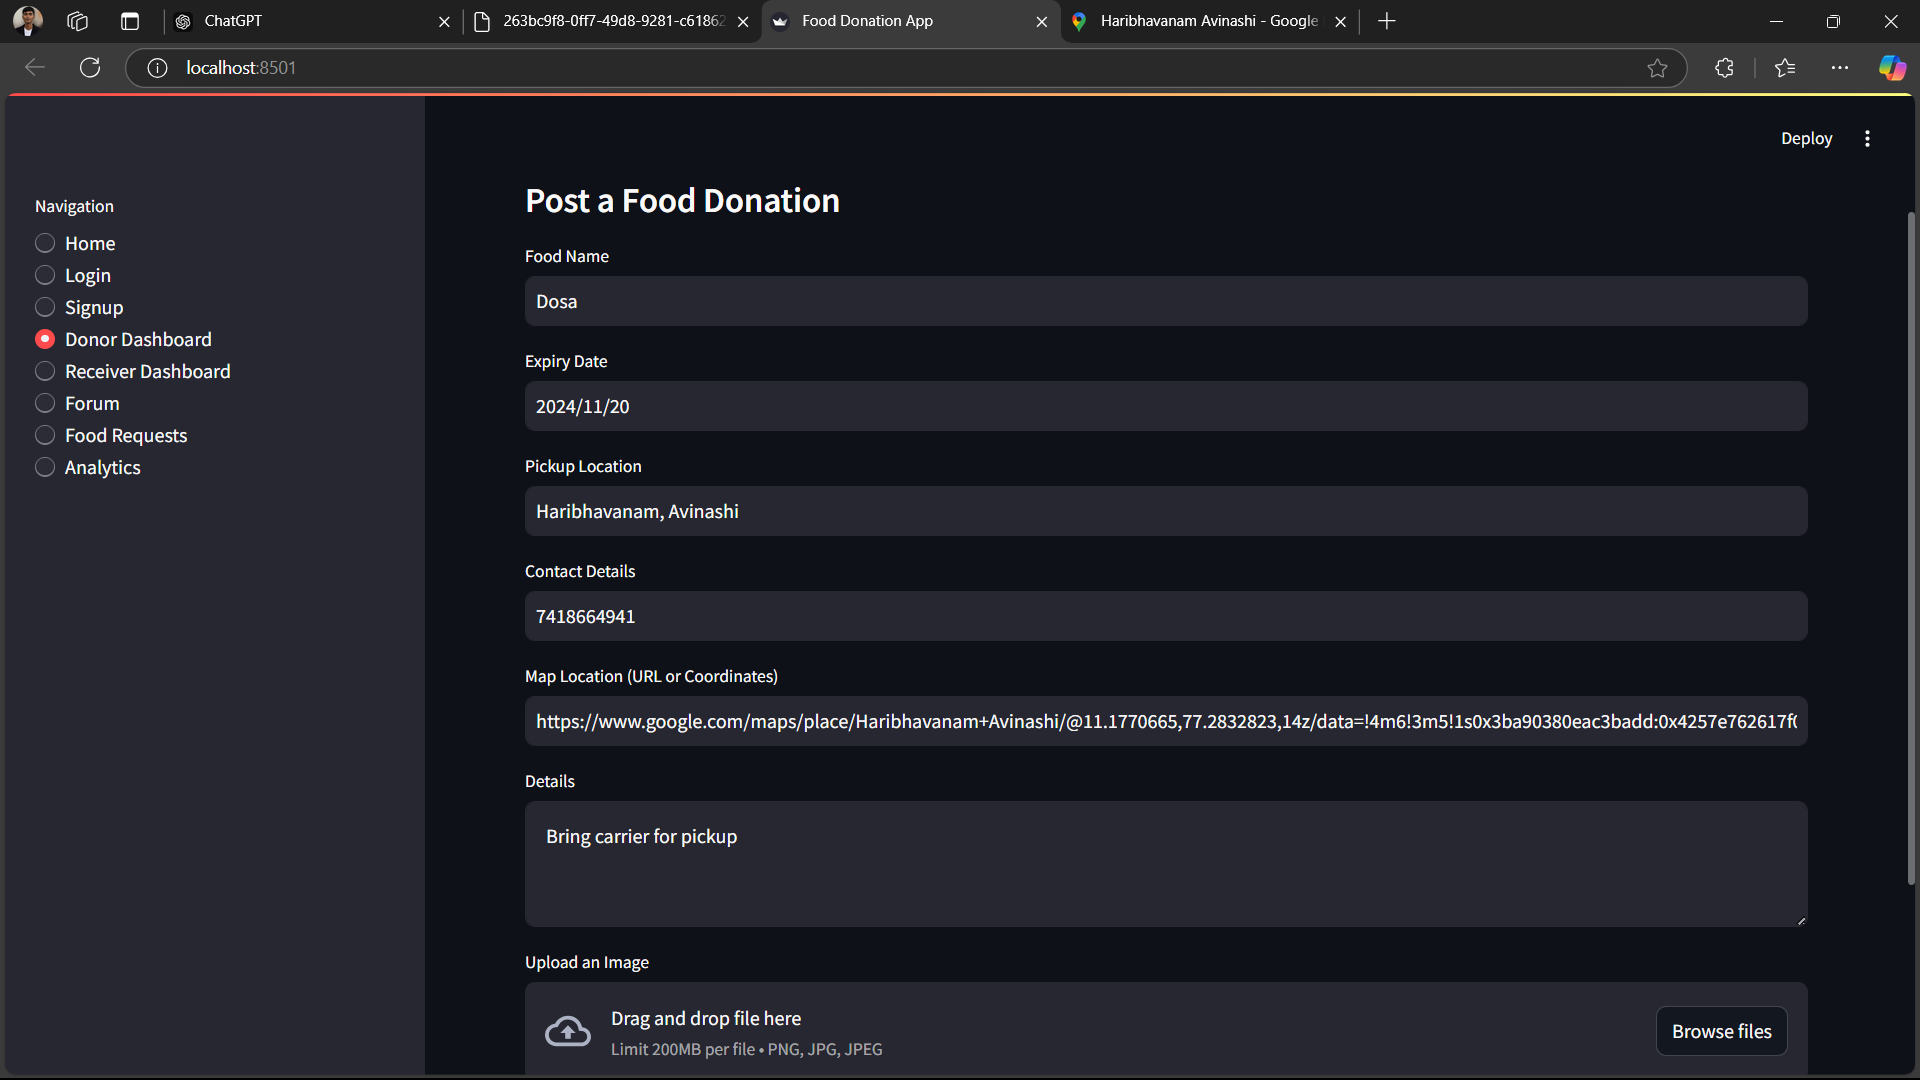 ChatGPT
263bc9f8-0ff7-49d8-9281-c61862
Food Donation App
Haribhavanam Avinashi - Google
localhost:8501
Deploy
Navigation
Home
Login
Signup
Donor Dashboard
Receiver Dashboard
Forum
Food Requests
Analytics
Post a Food Donation
Food Name
Dosa
Expiry Date
2024/11/20
Pickup Location
Haribhavanam, Avinashi
Contact Details
7418664941
Map Location (URL or Coordinates)
https://www.google.com/maps/place/Haribhavanam+Avinashi/@11.1770665,77.2832823,14z/data=!4m6!3m5!1s0x3ba90380eac3badd:0x4257e762617f
Details
Bring carrier for pickup
Upload an Image
Drag and drop file here
Limit 200MB per file • PNG, JPG, JPEG
Browse files